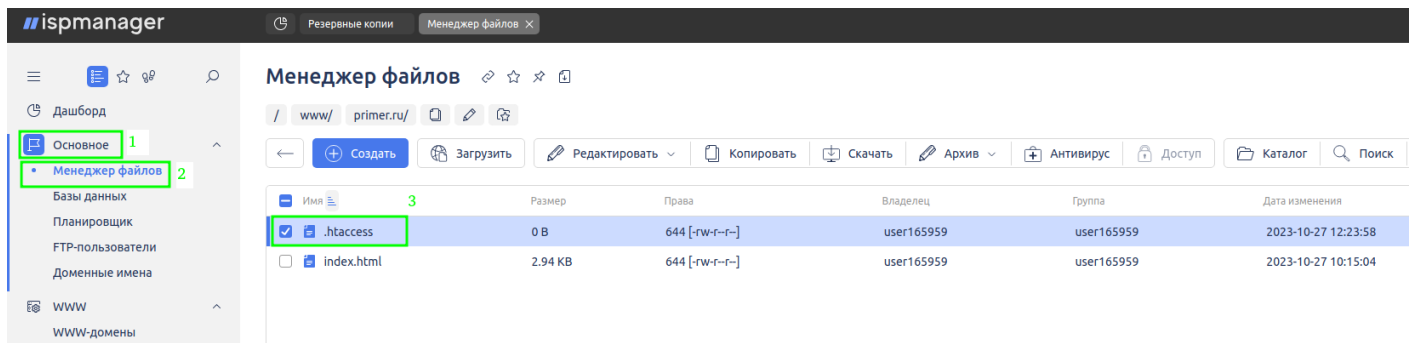 ispmanager
Резервные копии
Менеджер файлов
Менеджер файлов
Дашборд
/ www/ primer.ru/
Основное 1
Создать Загрузить Редактировать Копировать Скачать Архив Антивирус Доступ Каталог Поиск
Менеджер файлов 2
Базы данных
Планировщик
FTP-пользователи
Доменные имена
WWW
WWW-домены
Имя 3 Размер Права Владелец Группа Дата изменения
.htaccess 0 B 644 [-rw-r--r--] user165959 user165959 2023-10-27 12:23:58
index.html 2.94 KB 644 [-rw-r--r--] user165959 user165959 2023-10-27 10:15:04